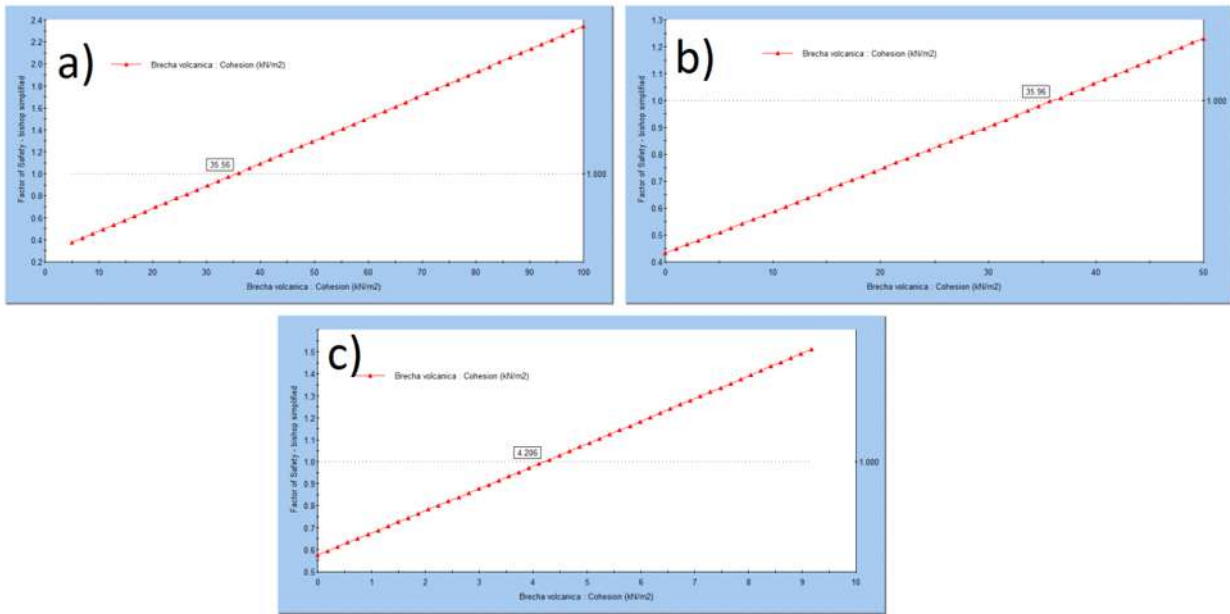 a)
Brecha volcanica : Cohesion (kN/m2)
Factor of Safety - bishop simplified
2.4
2.2
2.0
1.8
1.6
1.4
1.2
1.0
0.8
0.6
0.4
0.2
35.56
1.000
0 10 20 30 40 50 60 70 80 90 100
Brecha volcanica : Cohesion (kN/m2)
b)
Brecha volcanica : Cohesion (kN/m2)
Factor of Safety - bishop simplified
1.3
1.2
1.1
1.0
0.9
0.8
0.7
0.6
0.5
0.4
35.96
1.000
0 10 20 30 40 50
Brecha volcanica : Cohesion (kN/m2)
c)
Brecha volcanica : Cohesion (kN/m2)
Factor of Safety - bishop simplified
1.5
1.4
1.3
1.2
1.1
1.0
0.9
0.8
0.7
0.6
0.5
4.206
1.000
0 1 2 3 4 5 6 7 8 9 10
Brecha volcanica : Cohesion (kN/m2)